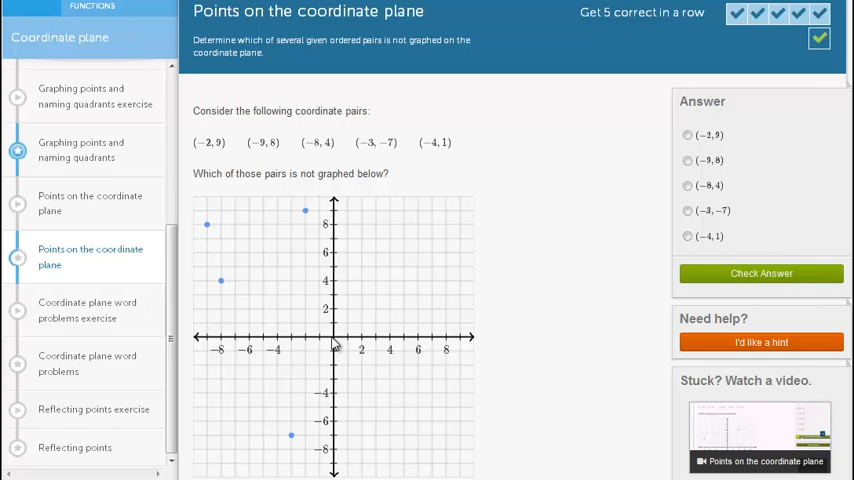 FUNCTIONS
Coordinate plane
Graphing points and
naming quadrants exercise
Graphing points and
naming quadrants
Points on the coordinate
plane
Points on the coordinate
plane
Coordinate plane word
problems exercise
Coordinate plane word
problems
Reflecting points exercise
Reflecting points
Points on the coordinate plane
Get 5 correct in a row
Determine which of several given ordered pairs is not graphed on the
coordinate plane.
Consider the following coordinate pairs:
(−2, 9) (−9, 8) (−8, 4) (−3, −7) (−4, 1)
Which of those pairs is not graphed below?
8
6
4
2
−8 −6 −4 2 4 6 8
−4
−6
−8
Answer
(−2, 9)
(−9, 8)
(−8, 4)
(−3, −7)
(−4, 1)
Check Answer
Need help?
I'd like a hint
Stuck? Watch a video.
Points on the coordinate plane